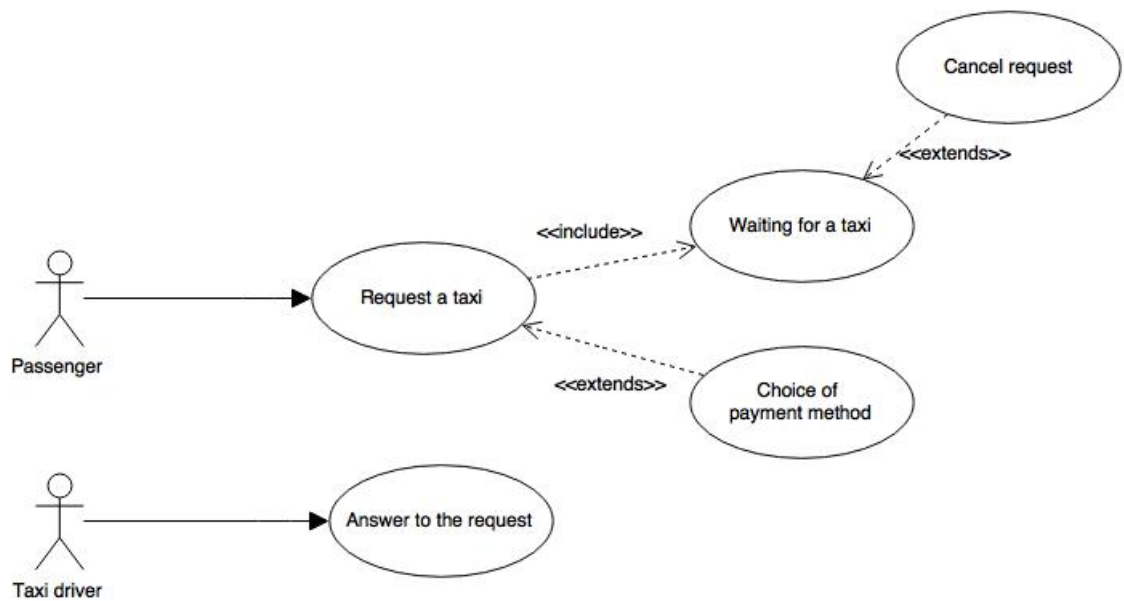 Cancel request
<<extends>>
Waiting for a taxi
<<include>>
Request a taxi
Passenger
<<extends>>
Choice of
payment method
Answer to the request
Taxi driver